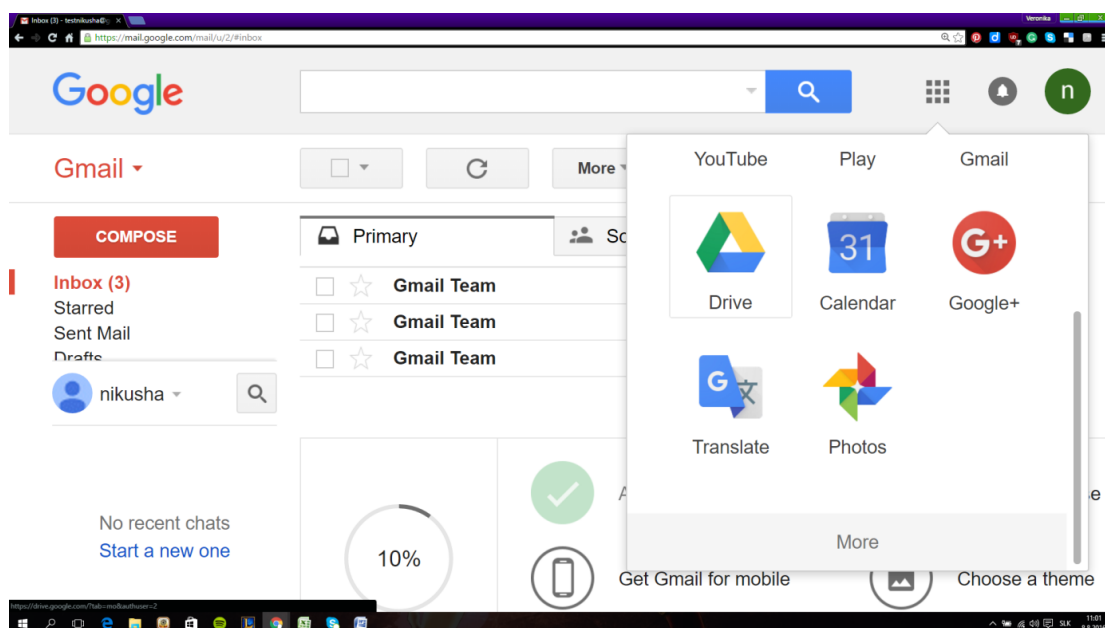 Inbox (3) - testnikusha@g
Veronika
https://mail.google.com/mail/u/2/#inbox
Google
n
Gmail
More
YouTube Play Gmail
COMPOSE
Primary
So
31
G+
Inbox (3)
Gmail Team
Drive Calendar Google+
Starred
Gmail Team
Sent Mail
Drafts
Gmail Team
nikusha
G
Translate Photos
No recent chats
Start a new one
10%
A
e
More
Get Gmail for mobile
Choose a theme
https://drive.google.com/?tab=mo&authuser=2
SLK
11:01